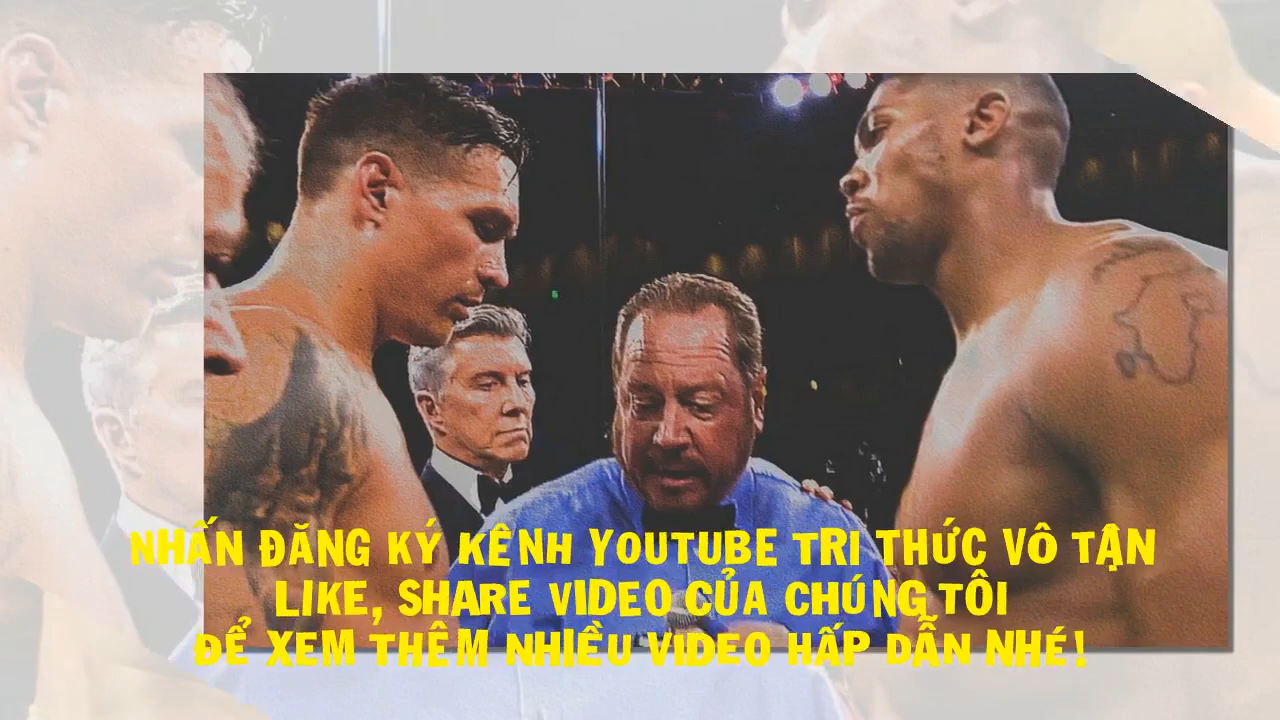 NHẤN ĐĂNG KÝ KÊNH YOUTUBE TRI THỨC VÔ TẬN
LIKE, SHARE VIDEO CỦA CHÚNG TÔI
ĐỂ XEM THÊM NHIỀU VIDEO HẤP DẪN NHÉ!